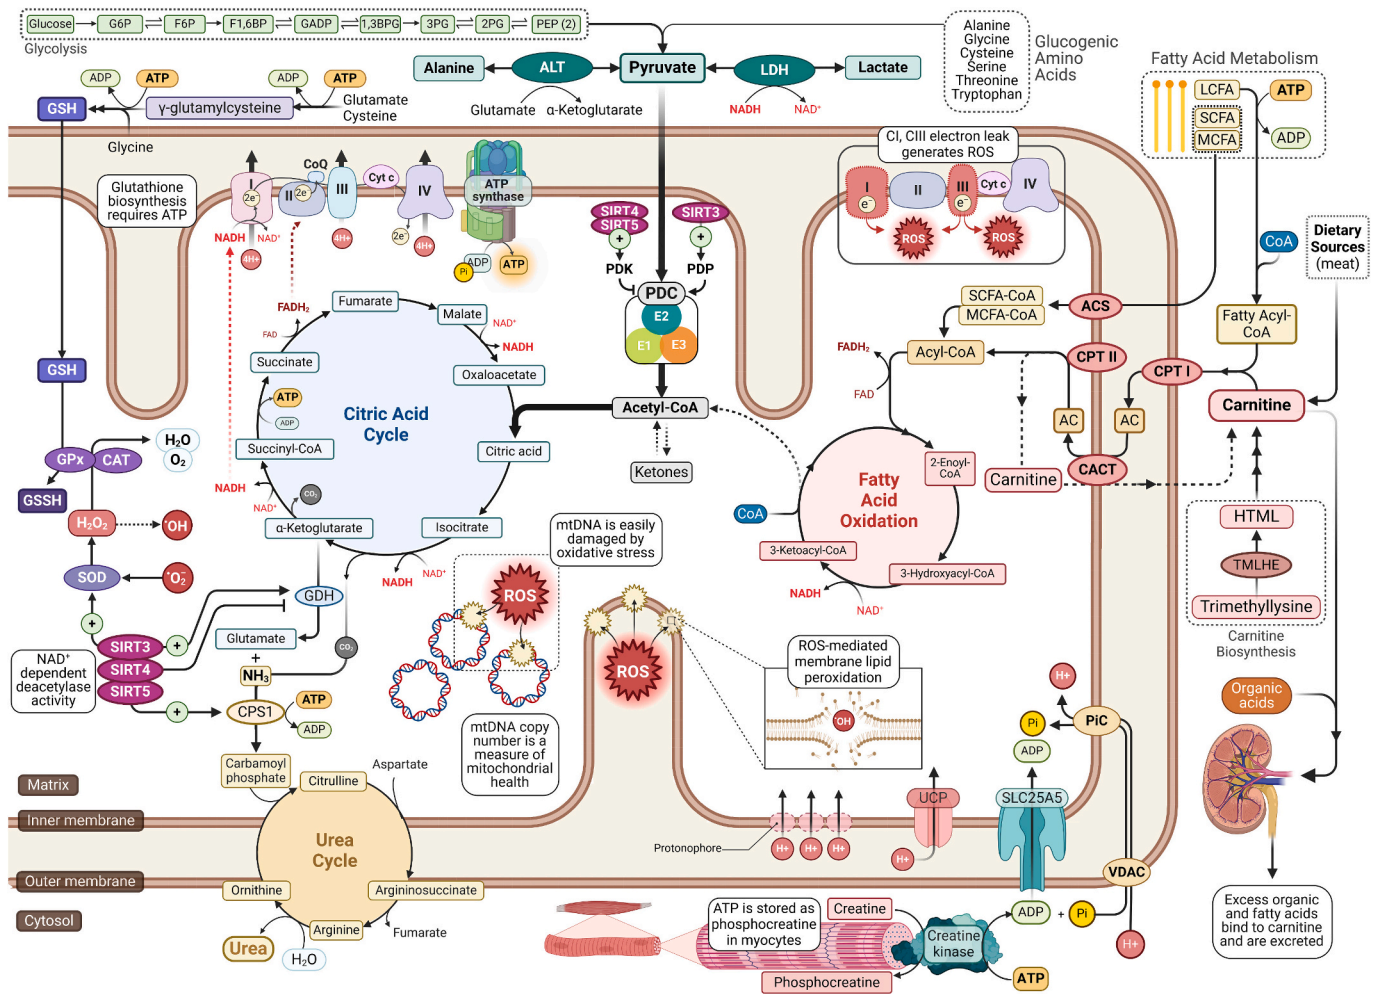 Glucose
G6P
F6P
F1,6BP
GADP
1,3BPG
3PG
2PG
PEP (2)
Glycolysis
Alanine
ALT
Pyruvate
LDH
Lactate
Glutamate
α-Ketoglutarate
NADH
NAD⁺
Alanine
Glycine
Cysteine
Serine
Threonine
Tryptophan
Glucogenic
Amino
Acids
Fatty Acid Metabolism
LCFA
SCFA
MCFA
ATP
ADP
ADP
ATP
ADP
ATP
GSH
γ-glutamylcysteine
Glutamate
Cysteine
Glycine
Glutathione
biosynthesis
requires ATP
I
2e⁻
II
2e⁻
CoQ
III
Cyt c
IV
ATP
synthase
NADH
NAD⁺
4H+
4H+
2e⁻
4H+
Pi
ADP
ATP
SIRT4
SIRT5
+
PDK
SIRT3
+
PDP
PDC
E2
E1
E3
CI, CIII electron leak
generates ROS
I
e⁻
II
III
e⁻
Cyt c
IV
ROS
ROS
CoA
Dietary
Sources
(meat)
FADH₂
FAD
Fumarate
Malate
NAD⁺
NADH
Oxaloacetate
Succinate
ATP
ADP
Citric Acid
Cycle
Succinyl-CoA
Citric acid
NADH
NAD⁺
CO₂
α-Ketoglutarate
Isocitrate
NADH
NAD⁺
Acetyl-CoA
Ketones
SCFA-CoA
MCFA-CoA
ACS
Fatty Acyl-
CoA
FADH₂
FAD
Acyl-CoA
CPT II
CPT I
AC
AC
Carnitine
CACT
Carnitine
2-Enoyl-
CoA
Fatty
Acid
Oxidation
CoA
3-Ketoacyl-CoA
3-Hydroxyacyl-CoA
NADH
NAD⁺
HTML
TMLHE
Trimethyllysine
Carnitine
Biosynthesis
GSH
GPx
CAT
H₂O
O₂
GSSH
H₂O₂
•OH
SOD
•O₂⁻
+
SIRT3
SIRT4
SIRT5
+
+
NAD⁺
dependent
deacetylase
activity
GDH
Glutamate
+
NH₃
CO₂
CPS1
ATP
ADP
Carbamoyl
phosphate
Citrulline
Aspartate
Urea
Cycle
Ornithine
Argininosuccinate
Arginine
Fumarate
Urea
H₂O
mtDNA is easily
damaged by
oxidative stress
ROS
mtDNA copy
number is a
measure of
mitochondrial
health
ROS
ROS-mediated
membrane lipid
peroxidation
•OH
H+
Pi
PiC
ADP
Organic
acids
Matrix
Inner membrane
Outer membrane
Cytosol
Protonophore
H+
H+
H+
UCP
H+
SLC25A5
VDAC
ADP
+
Pi
H+
ATP is stored as
phosphocreatine
in myocytes
Creatine
Creatine
kinase
Phosphocreatine
ATP
Excess organic
and fatty acids
bind to carnitine
and are excreted